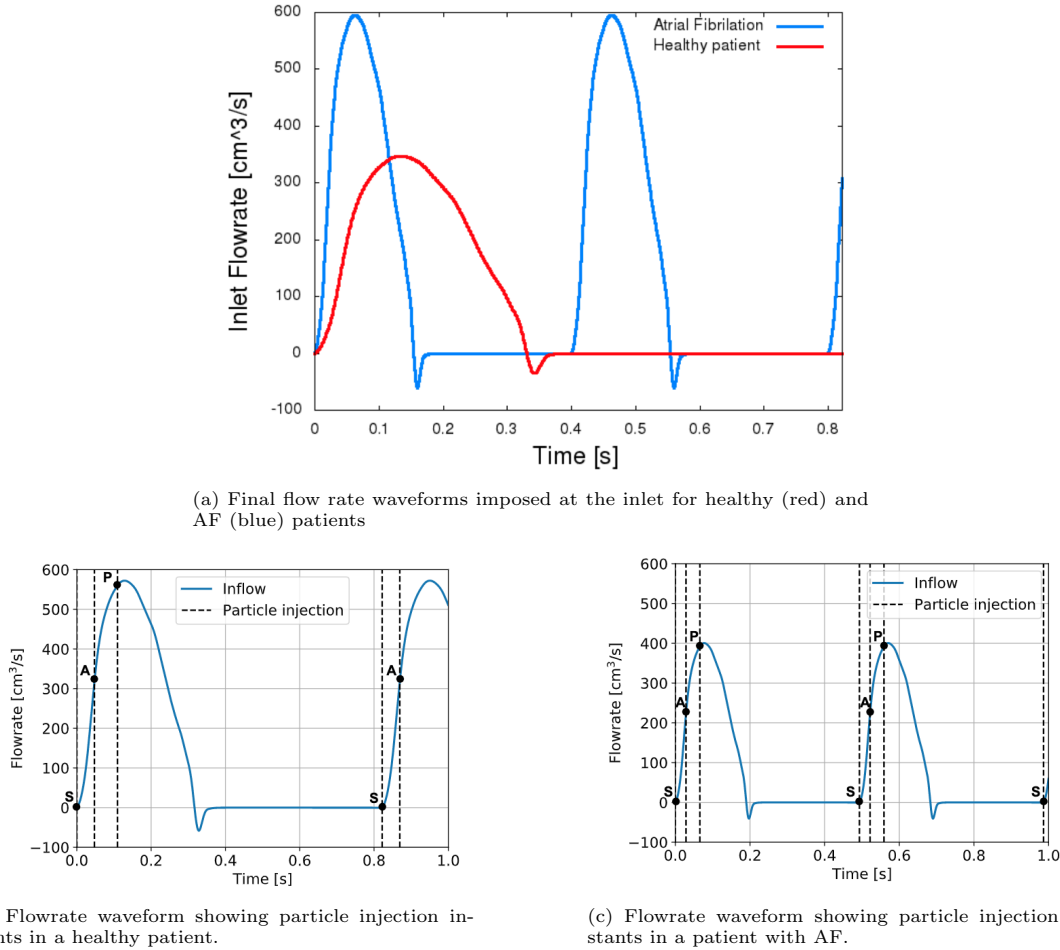 600
500
400
300
200
100
0
-100
Inlet Flowrate [cm^3/s]
Atrial Fibrilation
Healthy patient
0 0.1 0.2 0.3 0.4 0.5 0.6 0.7 0.8
Time [s]
(a) Final flow rate waveforms imposed at the inlet for healthy (red) and
AF (blue) patients
600
500
400
300
200
100
0
−100
Flowrate [cm³/s]
Inflow
Particle injection
P
A
S
A
S
0.0 0.2 0.4 0.6 0.8 1.0
Time [s]
Flowrate waveform showing particle injection in-
nts in a healthy patient.
600
500
400
300
200
100
0
−100
Flowrate [cm³/s]
Inflow
Particle injection
P
A
S
P
A
S
S
0.0 0.2 0.4 0.6 0.8 1.0
Time [s]
(c) Flowrate waveform showing particle injection
stants in a patient with AF.